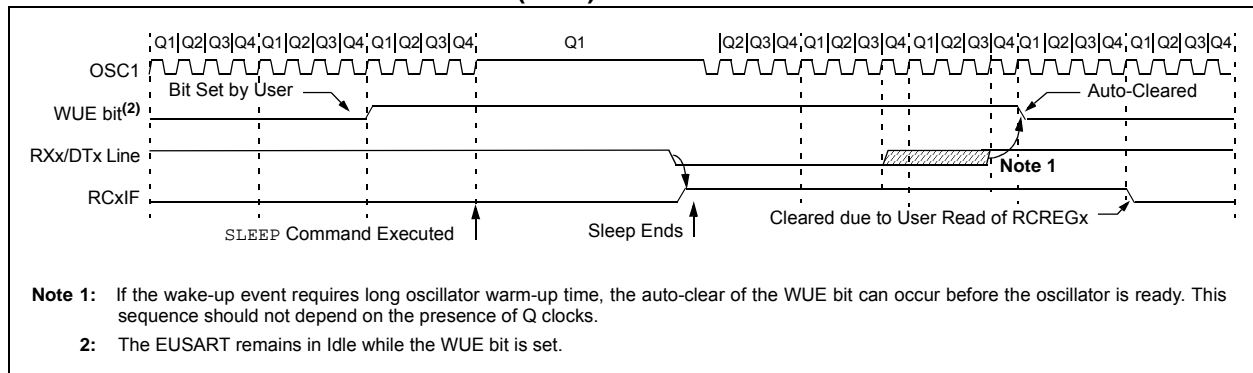 Q1 Q2 Q3 Q4 Q1 Q2 Q3 Q4 Q1 Q2 Q3 Q4 Q1 Q2 Q3 Q4 Q1 Q2 Q3 Q4 Q1 Q2 Q3 Q4 Q1 Q2 Q3 Q4 Q1 Q2 Q3 Q4
OSC1
Bit Set by User
Auto-Cleared
WUE bit(2)
RXx/DTx Line
Note 1
RCxIF
Cleared due to User Read of RCREGx
SLEEP Command Executed
Sleep Ends
Note 1: If the wake-up event requires long oscillator warm-up time, the auto-clear of the WUE bit can occur before the oscillator is ready. This
sequence should not depend on the presence of Q clocks.
2: The EUSART remains in Idle while the WUE bit is set.